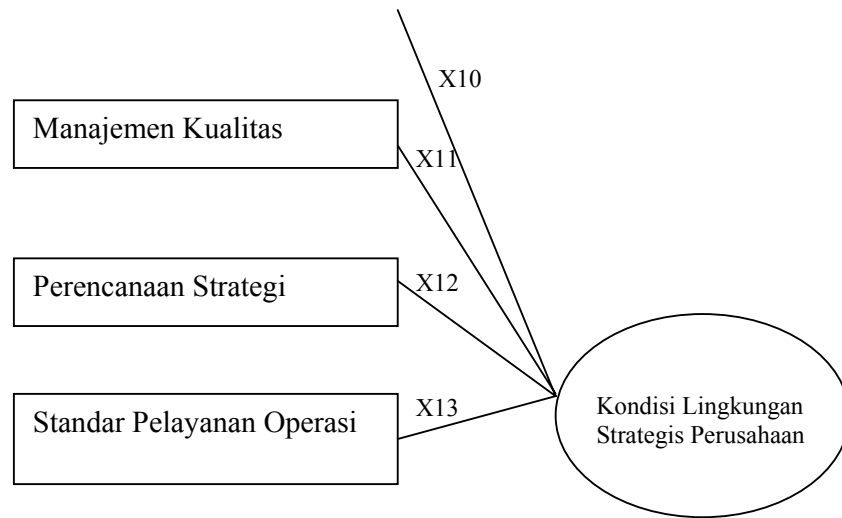 X10
Manajemen Kualitas
X11
Perencanaan Strategi
X12
Standar Pelayanan Operasi
X13
Kondisi Lingkungan
Strategis Perusahaan